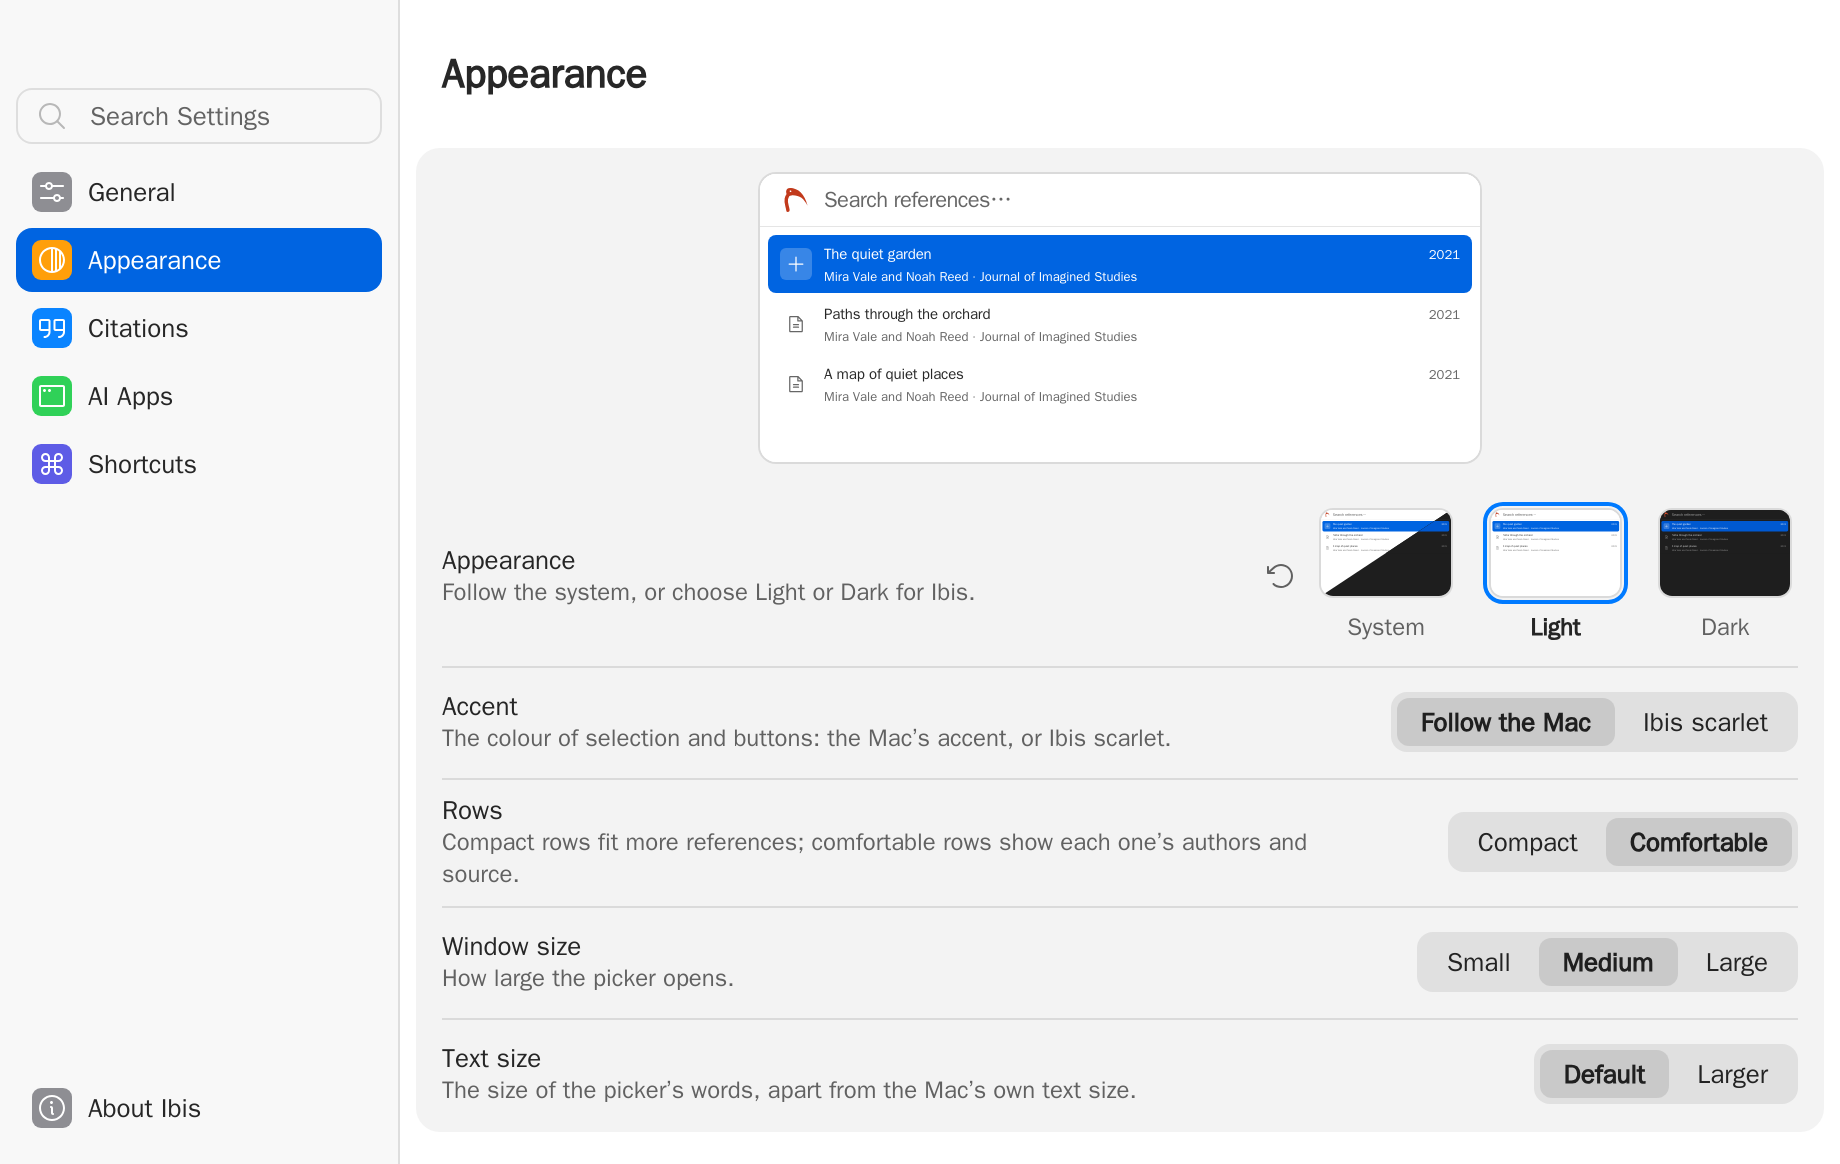 Appearance
Search Settings
General
Appearance
Citations
AI Apps
Shortcuts
About Ibis
Search references…
The quiet garden 2021
Mira Vale and Noah Reed · Journal of Imagined Studies
Paths through the orchard 2021
Mira Vale and Noah Reed · Journal of Imagined Studies
A map of quiet places 2021
Mira Vale and Noah Reed · Journal of Imagined Studies
Appearance
Follow the system, or choose Light or Dark for Ibis.
System Light Dark
Accent
The colour of selection and buttons: the Mac’s accent, or Ibis scarlet.
Follow the Mac Ibis scarlet
Rows
Compact rows fit more references; comfortable rows show each one’s authors and
source.
Compact Comfortable
Window size
How large the picker opens.
Small Medium Large
Text size
The size of the picker’s words, apart from the Mac’s own text size.
Default Larger